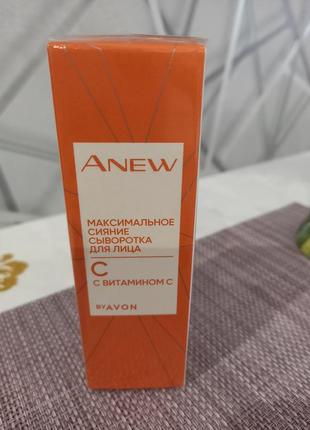 ANEW
МАКСИМАЛЬНОЕ
СИЯНИЕ
СЫВОРОТКА
ДЛЯ ЛИЦА
C
С ВИТАМИНОМ С
BY AVON